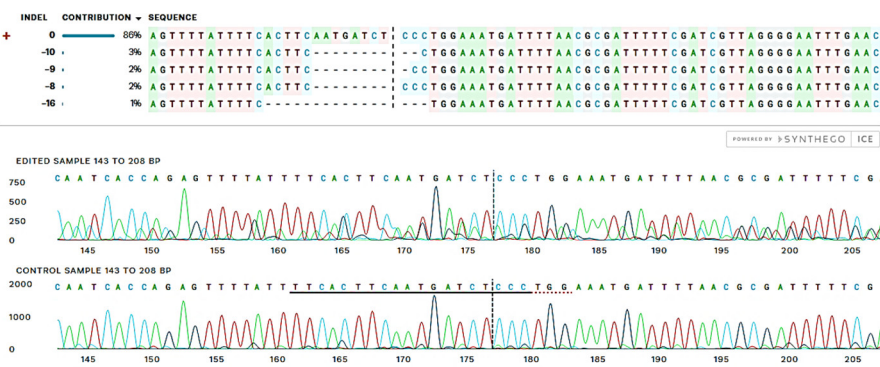 INDEL CONTRIBUTION SEQUENCE
+ 0 86% AGTTTTATTTTCACTTCAATGATCT CCCTGGAAATGATTTTAACGCGATTTTTCGATCGTTAGGGGAATTTGAAC
-10 3% AGTTTTATTTTCACTTC-------- --CTGGAAATGATTTTAACGCGATTTTTCGATCGTTAGGGGAATTTGAAC
-9 2% AGTTTTATTTTCACTTC-------- -CCTGGAAATGATTTTAACGCGATTTTTCGATCGTTAGGGGAATTTGAAC
-8 2% AGTTTTATTTTCACTTC-------- CCCTGGAAATGATTTTAACGCGATTTTTCGATCGTTAGGGGAATTTGAAC
-16 1% AGTTTTATTTTC------------- ---TGGAAATGATTTTAACGCGATTTTTCGATCGTTAGGGGAATTTGAAC
POWERED BY SYNTHEGO ICE
EDITED SAMPLE 143 TO 208 BP
C A A T C A C C A G A G T T T T A T T T T C A C T T C A A T G A T C T C C C T G G A A A T G A T T T T A A C G C G A T T T T T C G
750
500
250
0
145 150 155 160 165 170 175 180 185 190 195 200 205
CONTROL SAMPLE 143 TO 208 BP
2000
C A A T C A C C A G A G T T T T A T T T T C A C T T C A A T G A T C T C C C T G G A A A T G A T T T T A A C G C G A T T T T T C G
1000
0
145 150 155 160 165 170 175 180 185 190 195 200 205